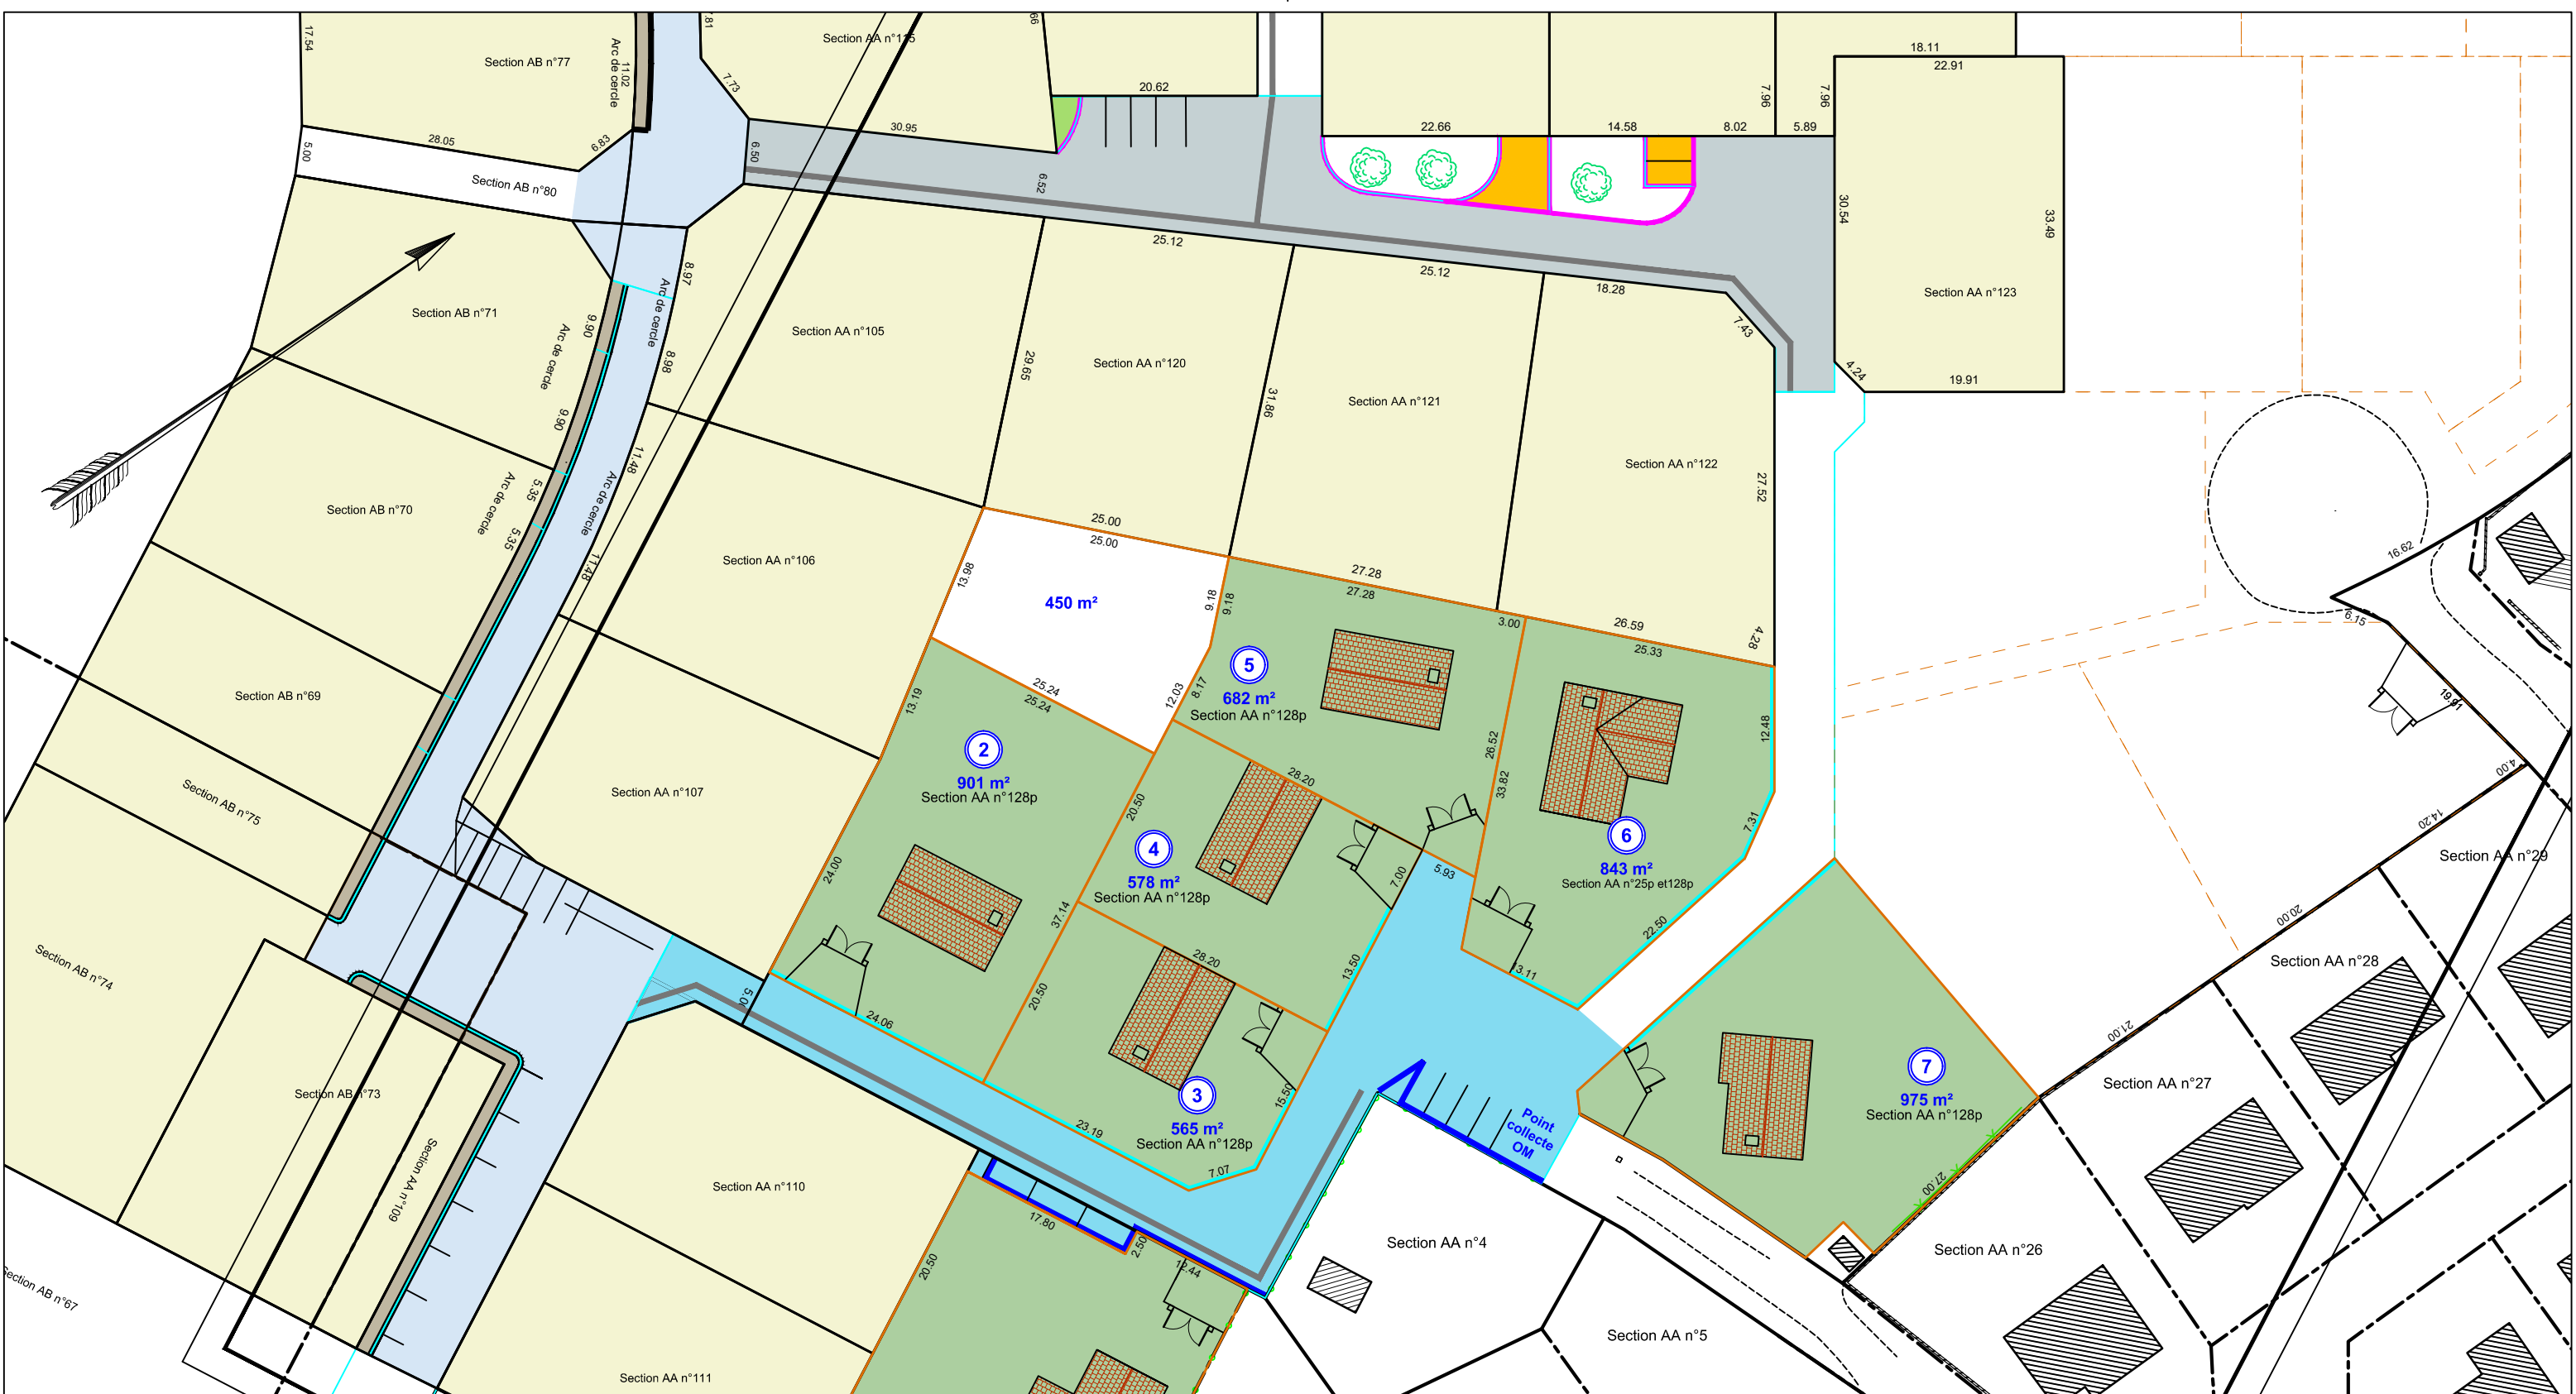 17.54
Section AB n°77
Arc de cercle
11.02
7.73
Section AA n°115
20.62
18.11
22.91
28.05
6.83
5.00
Section AB n°80
6.50
30.95
6.52
22.66
14.58
8.02
5.89
7.96
7.96
30.54
33.49
Section AA n°123
4.24
19.91
Section AB n°71
9.90
Arc de cercle
9.90
8.97
Arc de cercle
8.98
Section AA n°105
25.12
25.12
18.28
7.43
29.65
Section AA n°120
31.86
Section AA n°121
Section AA n°122
27.52
4.28
Section AB n°70
5.35
Arc de cercle
5.35
11.48
Arc de cercle
11.48
Section AA n°106
25.00
25.00
13.98
450 m²
9.18
9.18
27.28
27.28
3.00
26.59
25.33
16.92
6.15
19.91
4.00
14.20
20.00
21.00
Section AB n°69
Section AB n°75
Section AA n°107
13.19
25.24
25.24
12.03
8.17
5
682 m²
Section AA n°128p
2
901 m²
Section AA n°128p
24.00
24.06
20.50
28.20
4
578 m²
Section AA n°128p
37.14
20.50
28.20
7.00
13.50
5.93
26.52
33.82
6
843 m²
Section AA n°25p et128p
12.48
7.31
22.50
13.11
3
565 m²
Section AA n°128p
23.19
7.07
15.50
7
975 m²
Section AA n°128p
27.00
Point
collecte
OM
Section AB n°74
Section AB n°73
Section AA n°109
Section AB n°67
Section AA n°110
Section AA n°111
17.80
2.50
12.44
20.50
Section AA n°4
Section AA n°5
Section AA n°26
Section AA n°27
Section AA n°28
Section AA n°29